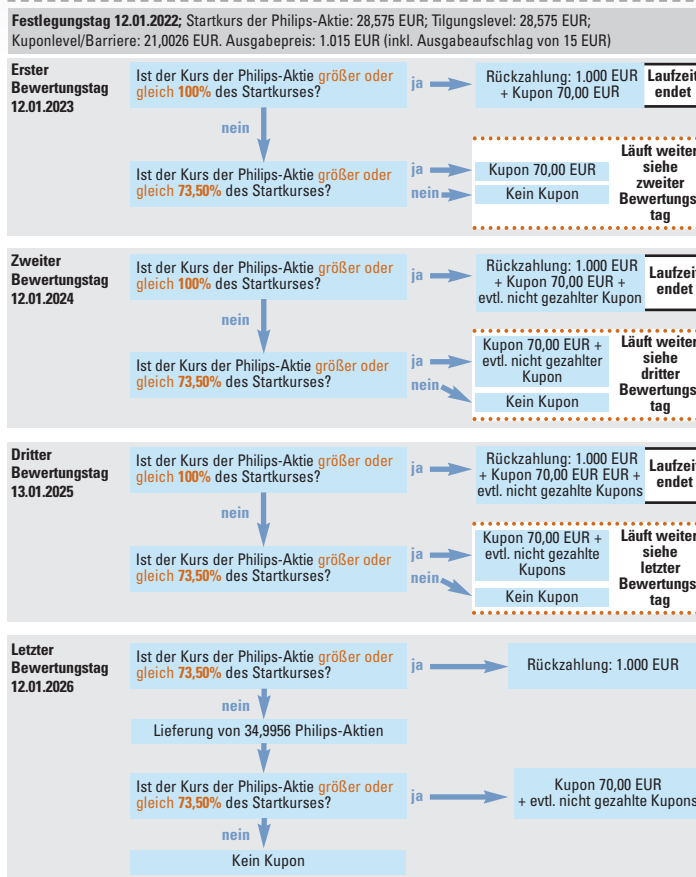 Festlegungstag 12.01.2022; Startkurs der Philips-Aktie: 28,575 EUR; Tilgungslevel: 28,575 EUR;
Kuponlevel/Barriere: 21,0026 EUR. Ausgabepreis: 1.015 EUR (inkl. Ausgabeaufschlag von 15 EUR)
Erster
Bewertungstag
12.01.2023
Ist der Kurs der Philips-Aktie größer oder
gleich 100% des Startkurses?
ja
Rückzahlung: 1.000 EUR
+ Kupon 70,00 EUR
Laufzeit
endet
nein
Ist der Kurs der Philips-Aktie größer oder
gleich 73,50% des Startkurses?
ja
nein
Kupon 70,00 EUR
Kein Kupon
Läuft weiter
siehe
zweiter
Bewertungs
tag
Zweiter
Bewertungstag
12.01.2024
Ist der Kurs der Philips-Aktie größer oder
gleich 100% des Startkurses?
ja
Rückzahlung: 1.000 EUR
+ Kupon 70,00 EUR +
evtl. nicht gezahlter Kupon
Laufzeit
endet
nein
Ist der Kurs der Philips-Aktie größer oder
gleich 73,50% des Startkurses?
ja
nein
Kupon 70,00 EUR +
evtl. nicht gezahlter
Kupon
Kein Kupon
Läuft weiter
siehe
dritter
Bewertungs
tag
Dritter
Bewertungstag
13.01.2025
Ist der Kurs der Philips-Aktie größer oder
gleich 100% des Startkurses?
ja
Rückzahlung: 1.000 EUR
+ Kupon 70,00 EUR EUR +
evtl. nicht gezahlte Kupons
Laufzeit
endet
nein
Ist der Kurs der Philips-Aktie größer oder
gleich 73,50% des Startkurses?
ja
nein
Kupon 70,00 EUR +
evtl. nicht gezahlte
Kupons
Kein Kupon
Läuft weiter
siehe
letzter
Bewertungs
tag
Letzter
Bewertungstag
12.01.2026
Ist der Kurs der Philips-Aktie größer oder
gleich 73,50% des Startkurses?
ja
Rückzahlung: 1.000 EUR
nein
Lieferung von 34,9956 Philips-Aktien
Ist der Kurs der Philips-Aktie größer oder
gleich 73,50% des Startkurses?
ja
Kupon 70,00 EUR
+ evtl. nicht gezahlte Kupons
nein
Kein Kupon